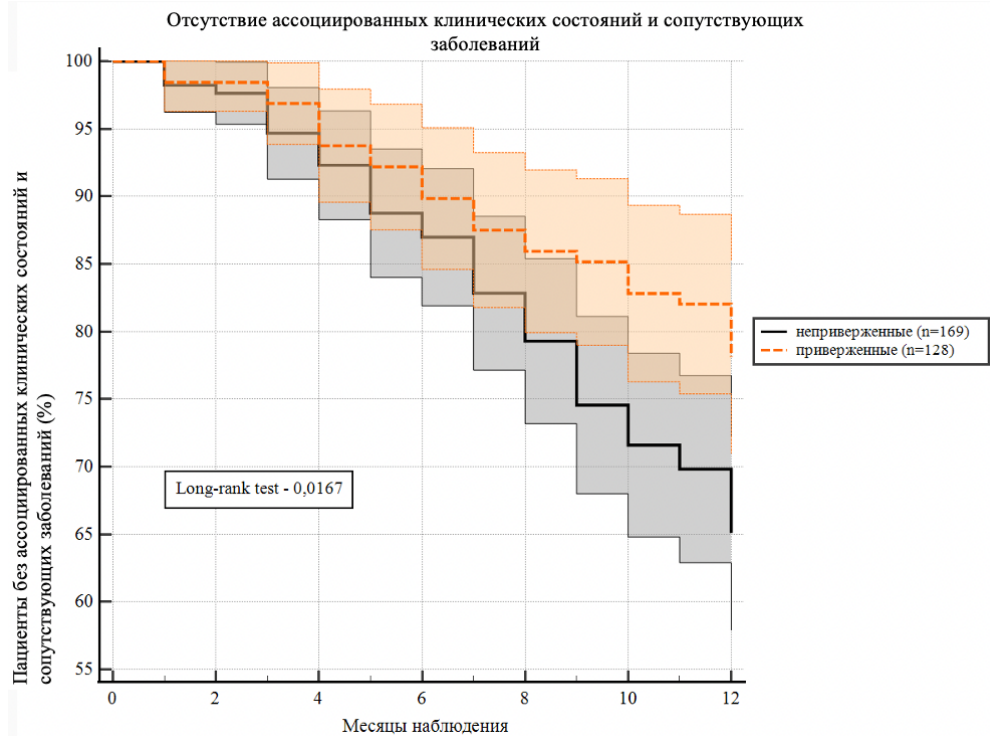 Отсутствие ассоциированных клинических состояний и сопутствующих
заболеваний
Пациенты без ассоциированных клинических состояний и
сопутствующих заболеваний (%)
100
95
90
85
80
75
70
65
60
55
Long-rank test - 0,0167
неприверженные (n=169)
приверженные (n=128)
0 2 4 6 8 10 12
Месяцы наблюдения